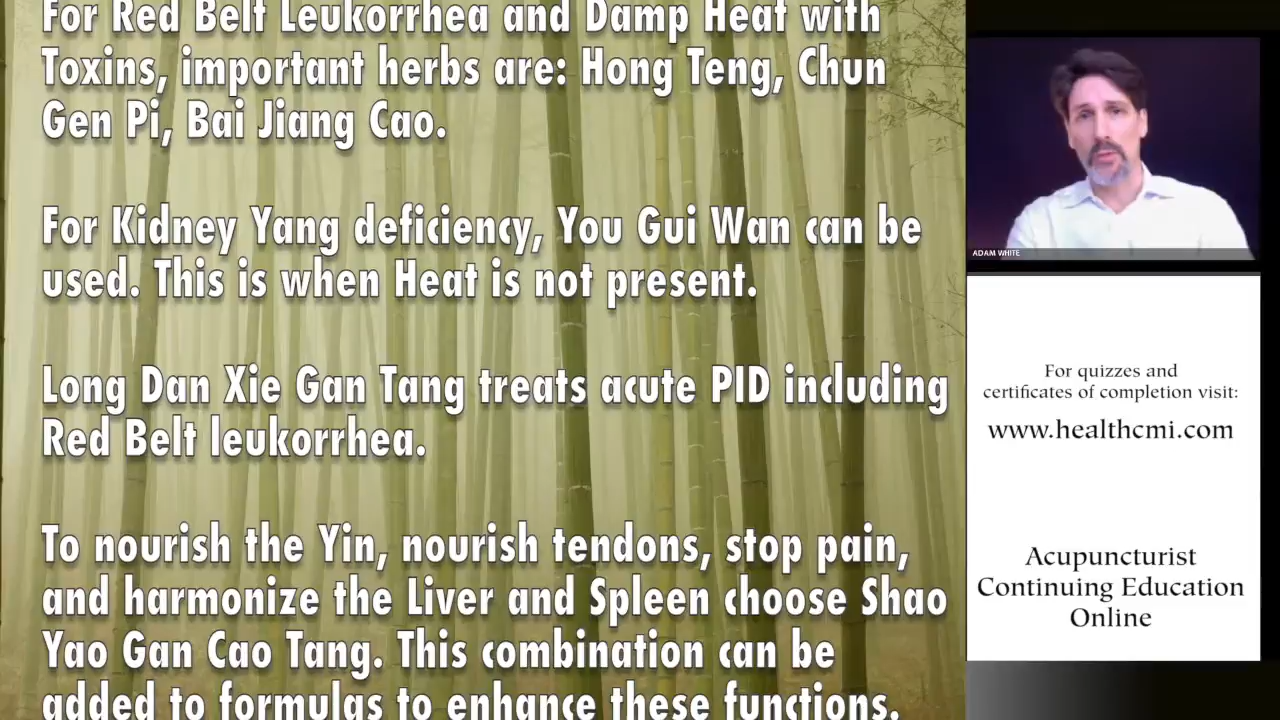 For Red Belt Leukorrhea and Damp Heat with
Toxins, important herbs are: Hong Teng, Chun
Gen Pi, Bai Jiang Cao.
For Kidney Yang deficiency, You Gui Wan can be
used. This is when Heat is not present.
Long Dan Xie Gan Tang treats acute PID including
Red Belt leukorrhea.
To nourish the Yin, nourish tendons, stop pain,
and harmonize the Liver and Spleen choose Shao
Yao Gan Cao Tang. This combination can be
added to formulas to enhance these functions.
ADAM WHITE
For quizzes and
certificates of completion visit:
www.healthcmi.com
Acupuncturist
Continuing Education
Online